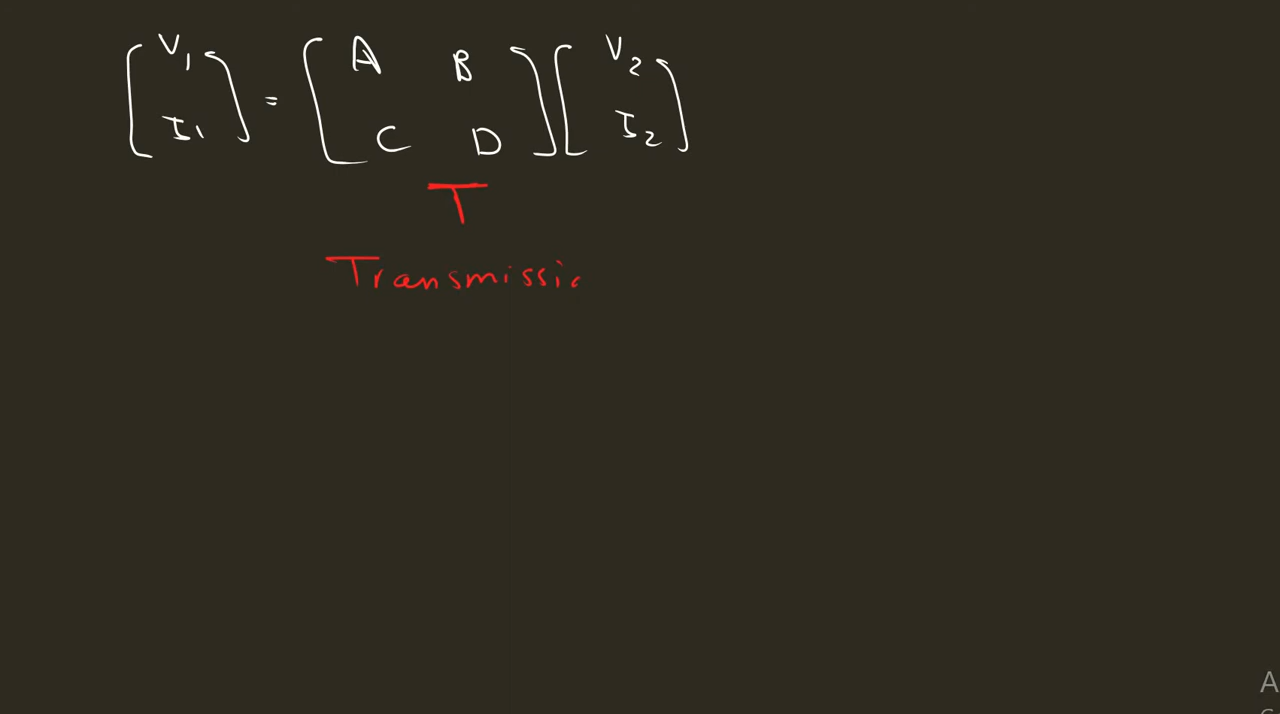 [V₁ I₁] = [A B C D] [V₂ I₂]
T
Transmissi
A